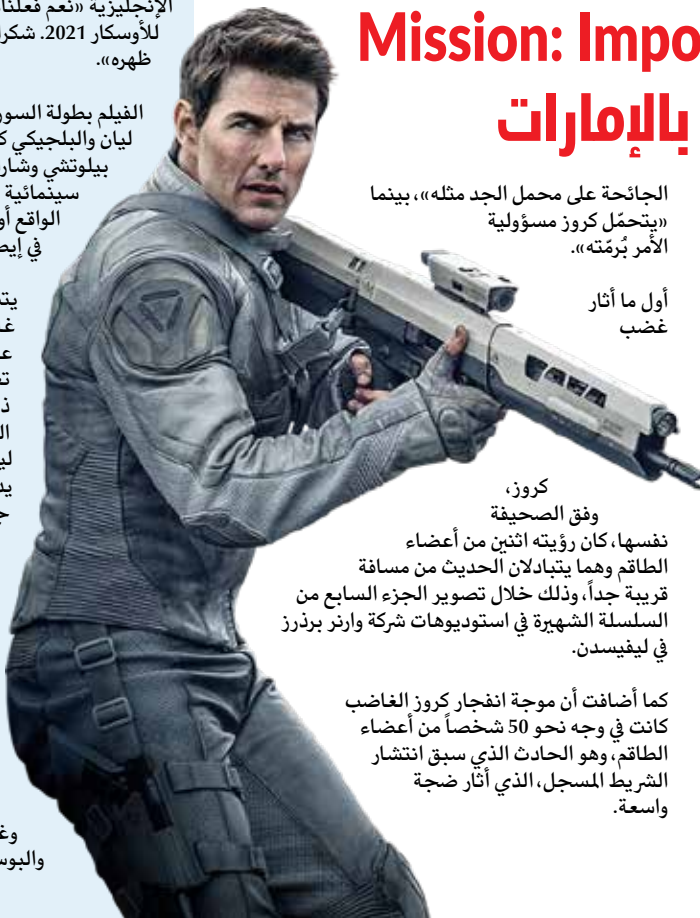 Mission: Impo
بالإمارات
الجائحة على محمل الجد مثله»، بينما
«يتحمّل كروز مسؤولية
الأمر بُرمّته».
أول ما أثار
غضب
كروز،
وفق الصحيفة
نفسها، كان رؤيته اثنين من أعضاء
الطاقم وهما يتبادلان الحديث من مسافة
قريبة جداً، وذلك خلال تصوير الجزء السابع من
السلسلة الشهيرة في استوديوهات شركة وارنر برذرز
في ليفيسدن.
كما أضافت أن موجة انفجار كروز الغاضب
كانت في وجه نحو 50 شخصاً من أعضاء
الطاقم، وهو الحادث الذي سبق انتشار
الشريط المسجل، الذي أثار ضجة
واسعة.
الإنجليزية «نعم فعلنا
للأوسكار 2021. شكرا
ظهره».
الفيلم بطولة السور
ليان والبلجيكي ك
بيلوتشي وشار
سينمائية
الواقع أو
في إيص
وغ
والبوس